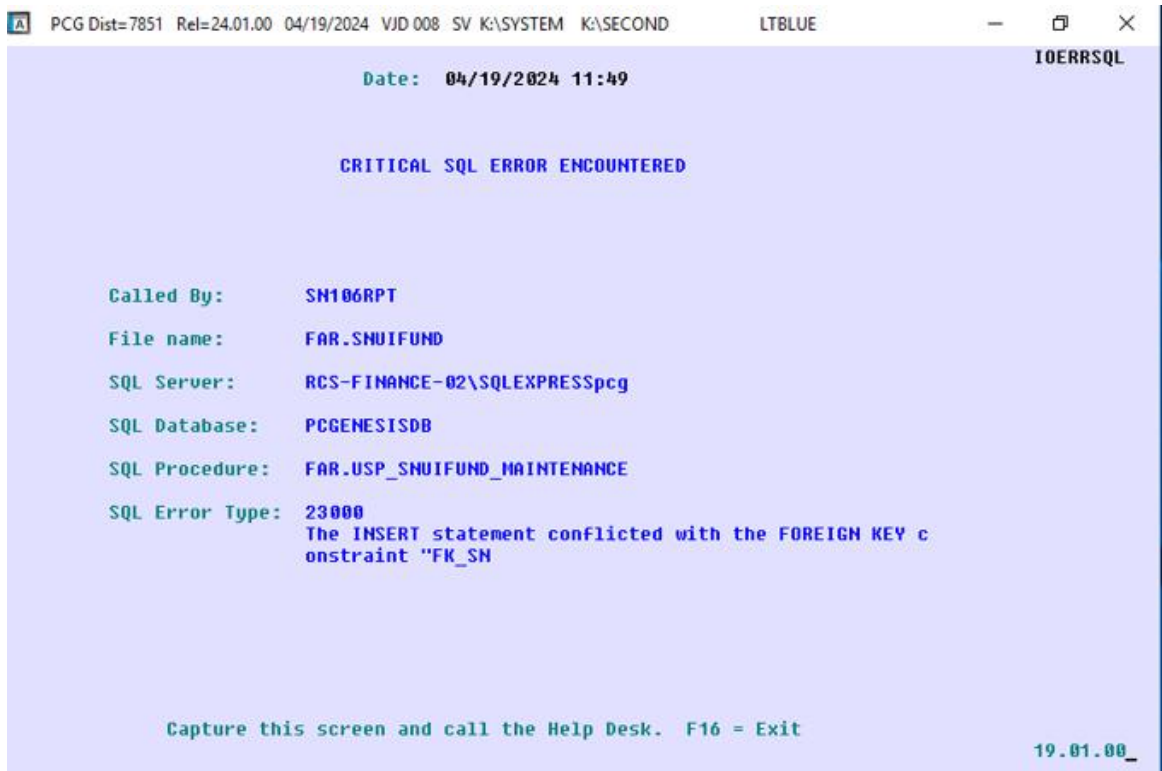 PCG Dist=7851 Rel=24.01.00 04/19/2024 VJD 008 SV K:\SYSTEM K:\SECOND LTBLUE
IOERRSQL
Date: 04/19/2024 11:49
CRITICAL SQL ERROR ENCOUNTERED
Called By: SN106RPT
File name: FAR.SNUIFUND
SQL Server: RCS-FINANCE-02\SQLEXPRESSpcg
SQL Database: PCGENESISDB
SQL Procedure: FAR.USP_SNUIFUND_MAINTENANCE
SQL Error Type: 23000
The INSERT statement conflicted with the FOREIGN KEY c
onstraint "FK_SN
Capture this screen and call the Help Desk. F16 = Exit
19.01.00_